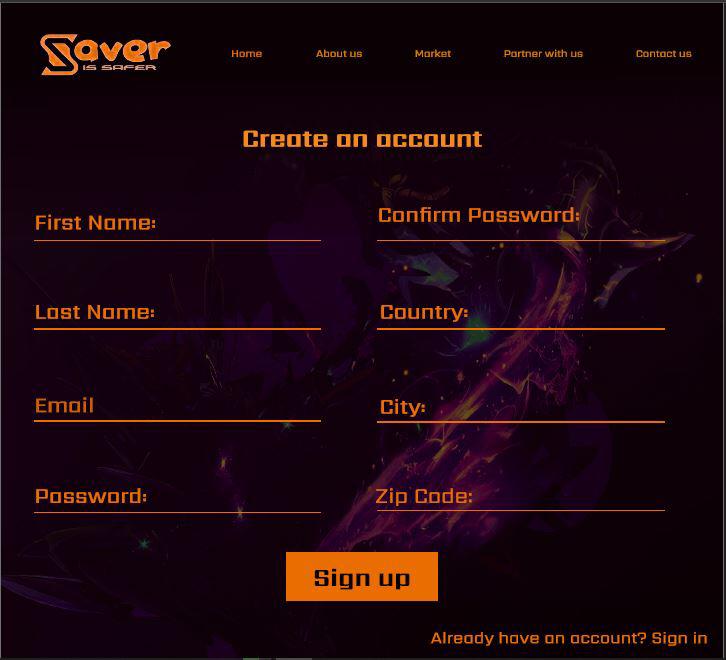 Saver
IS SAFER
Home
About us
Market
Partner with us
Contact us
Create an account
First Name:
Last Name:
Email
Password:
Confirm Password:
Country:
City:
Zip Code:
Sign up
Already have an account? Sign in